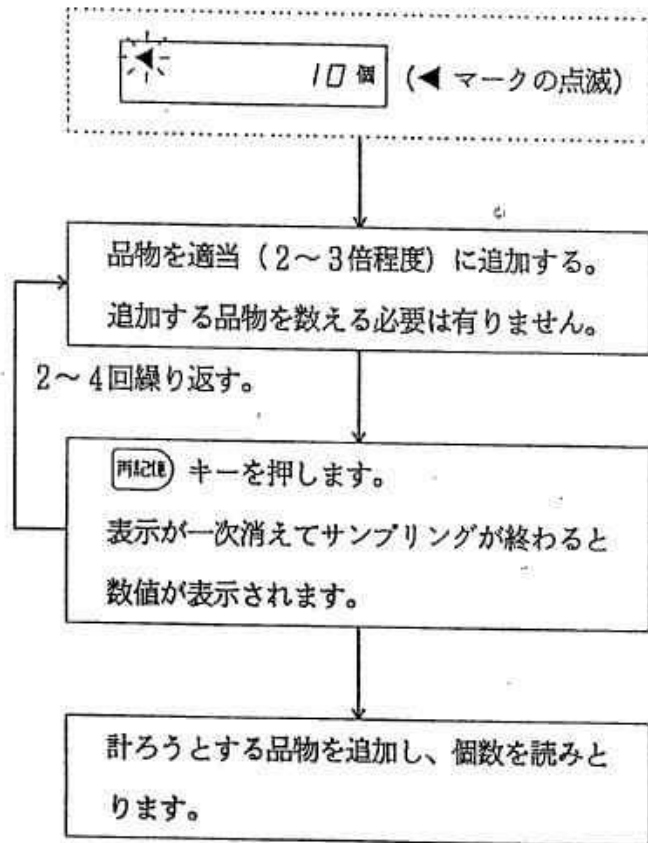 10個 (◀ マークの点滅)
品物を適当(2〜3倍程度)に追加する。
追加する品物を数える必要は有りません。
2〜4回繰り返す。
再記憶 キーを押します。
表示が一次消えてサンプリングが終わると
数値が表示されます。
計ろうとする品物を追加し、個数を読みと
ります。